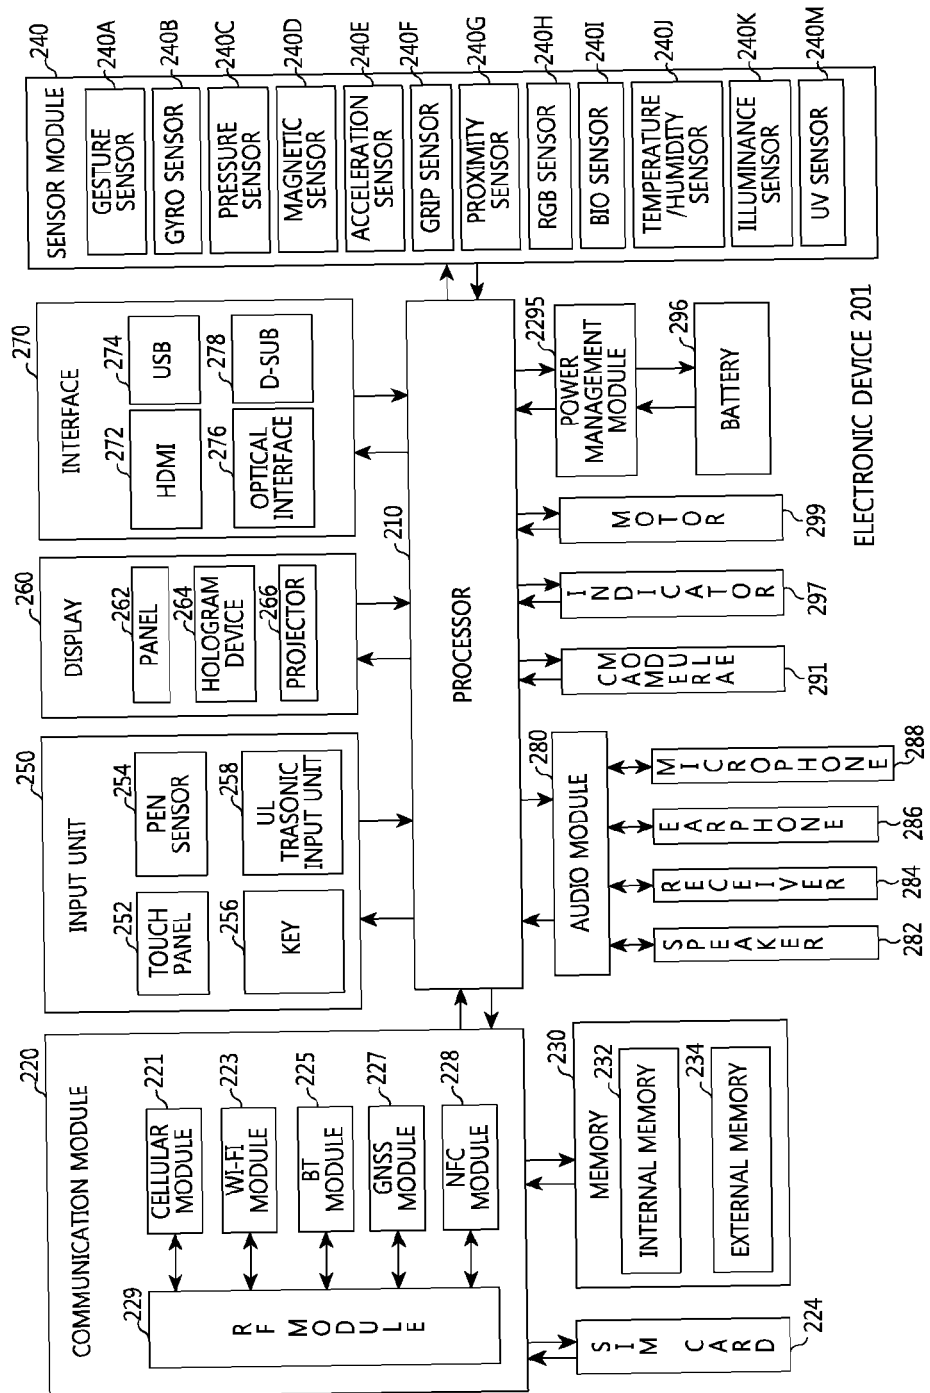 COMMUNICATION MODULE
220
229
RF MODULE
CELLULAR
MODULE
221
WI-FI
MODULE
223
BT
MODULE
225
GNSS
MODULE
227
NFC
MODULE
228
SIM CARD
224
MEMORY
230
INTERNAL MEMORY
232
EXTERNAL MEMORY
234
INPUT UNIT
250
TOUCH
PANEL
252
PEN
SENSOR
254
KEY
256
UL
TRASONIC
INPUT UNIT
258
DISPLAY
260
PANEL
262
HOLOGRAM
DEVICE
264
PROJECTOR
266
INTERFACE
270
HDMI
272
USB
274
OPTICAL
INTERFACE
276
D-SUB
278
PROCESSOR
210
AUDIO MODULE
280
SPEAKER
282
RECEIVER
284
EARPHONE
286
MICROPHONE
288
CAMERA
MODULE
291
INDICATOR
297
MOTOR
299
POWER
MANAGEMENT
MODULE
2295
BATTERY
296
SENSOR MODULE
240
GESTURE
SENSOR
240A
GYRO SENSOR
240B
PRESSURE
SENSOR
240C
MAGNETIC
SENSOR
240D
ACCELERATION
SENSOR
240E
GRIP SENSOR
240F
PROXIMITY
SENSOR
240G
RGB SENSOR
240H
BIO SENSOR
240I
TEMPERATURE
/HUMIDITY
SENSOR
240J
ILLUMINANCE
SENSOR
240K
UV SENSOR
240M
ELECTRONIC DEVICE 201